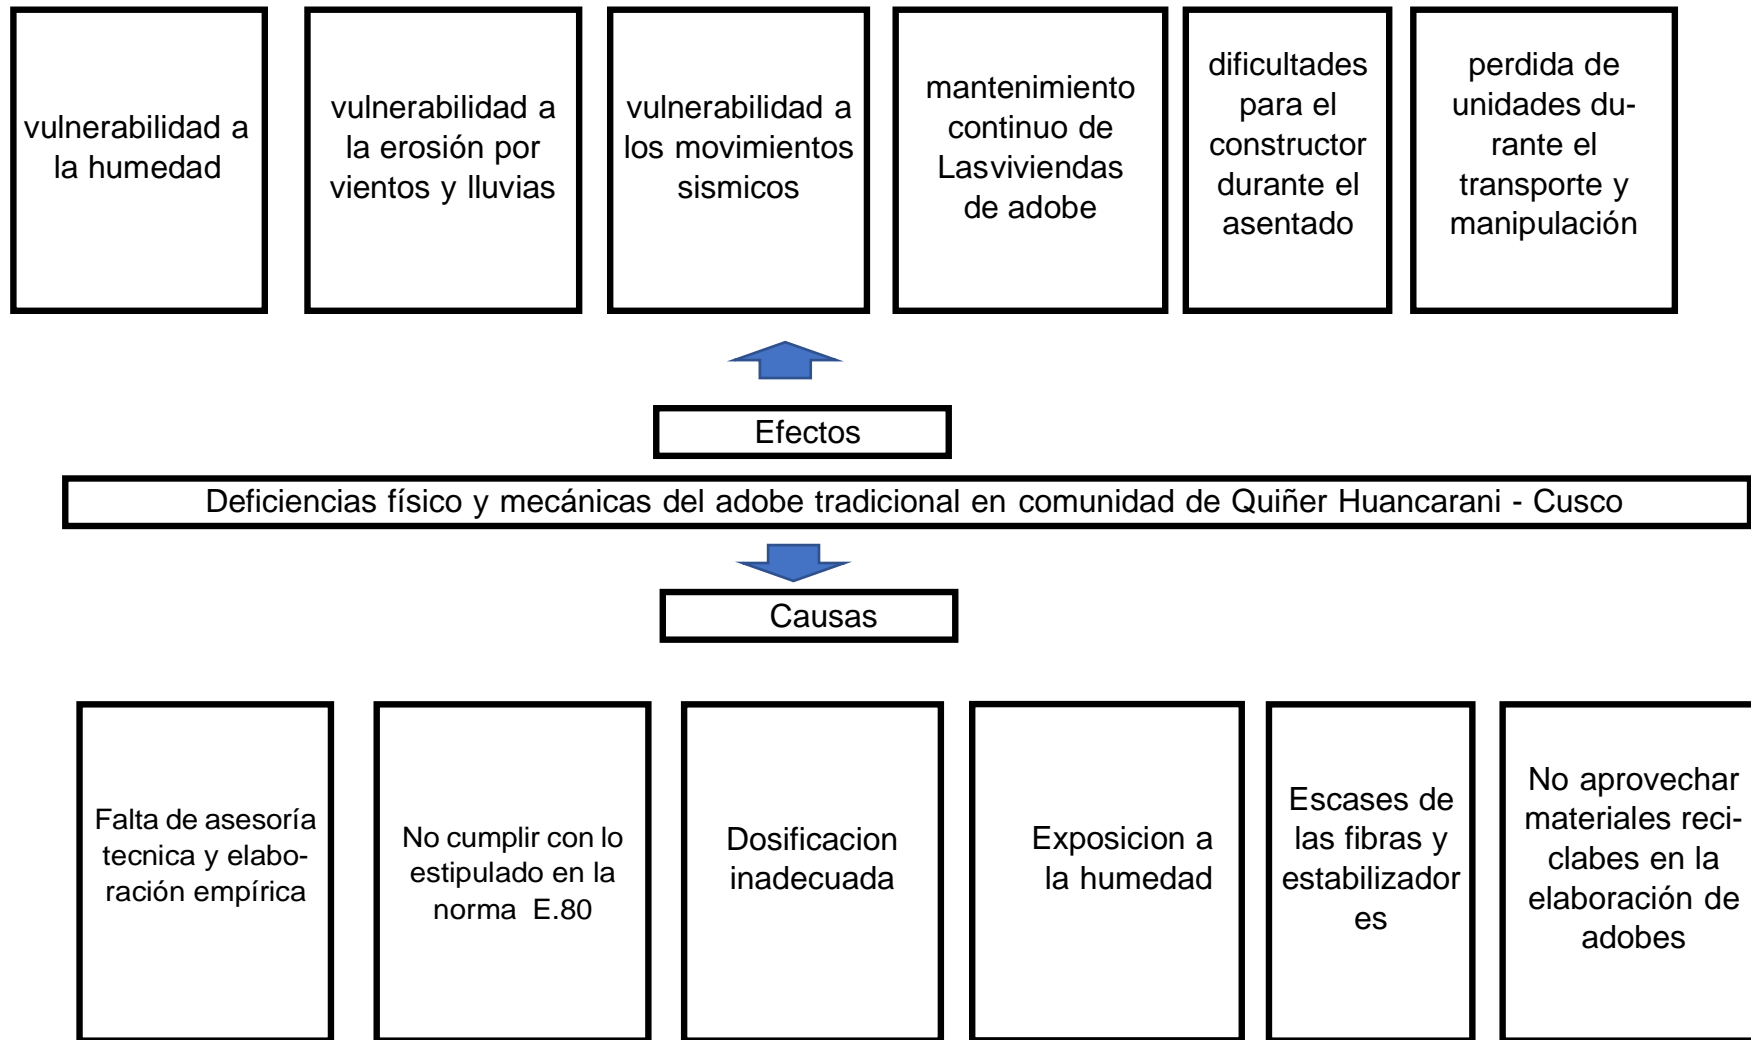 vulnerabilidad a
la humedad
vulnerabilidad a
la erosión por
vientos y lluvias
vulnerabilidad a
los movimientos
sismicos
mantenimiento
continuo de
Lasviviendas
de adobe
dificultades
para el
constructor
durante el
asentado
perdida de
unidades du-
rante el
transporte y
manipulación
Efectos
Deficiencias físico y mecánicas del adobe tradicional en comunidad de Quiñer Huancarani - Cusco
Causas
Falta de asesoría
tecnica y elabo-
ración empírica
No cumplir con lo
estipulado en la
norma E.80
Dosificacion
inadecuada
Exposicion a
la humedad
Escases de
las fibras y
estabilizador
es
No aprovechar
materiales reci-
clabes en la
elaboración de
adobes